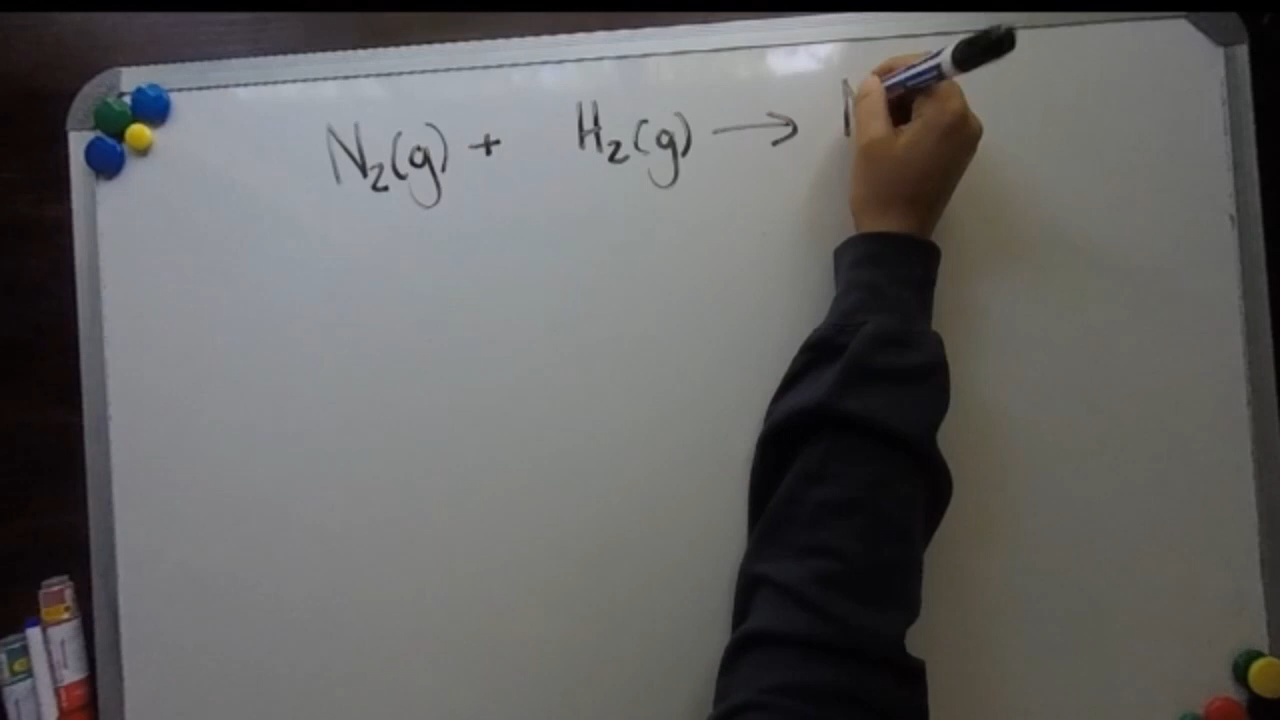 N₂(g) + H₂(g) →